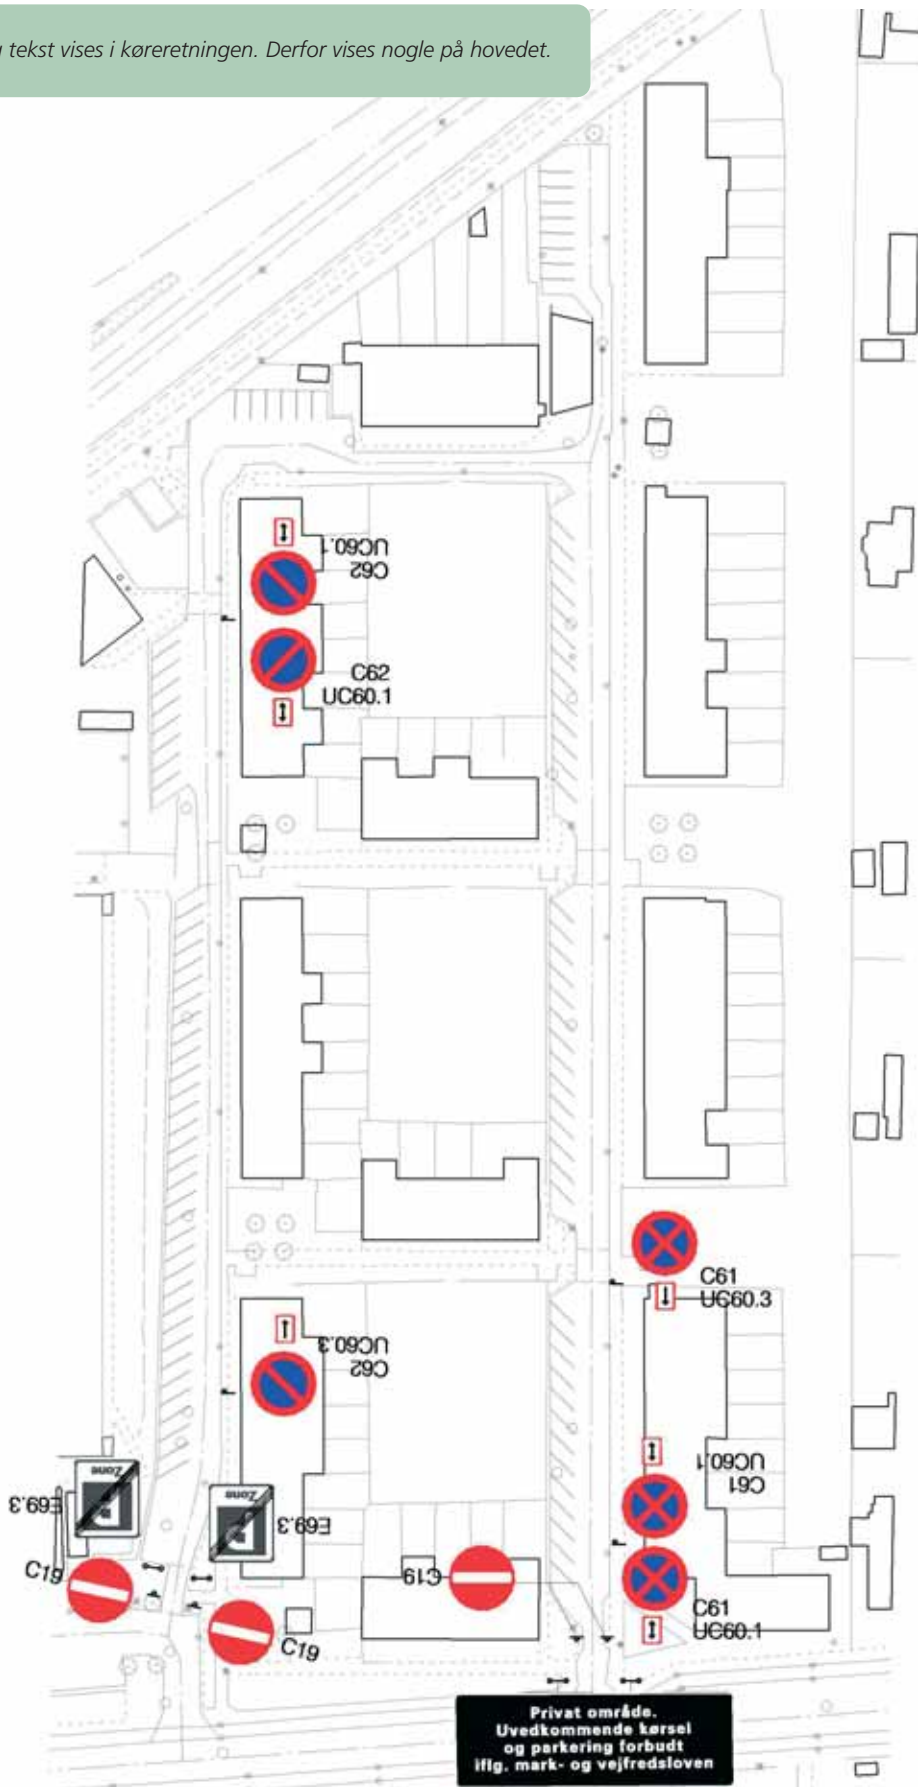 tekst vises i køreretningen. Derfor vises nogle på hovedet.
UC60.1
C62
C62
UC60.1
C61
UC60.3
UC60.3
C62
UC60.1
C61
Zone
E69.3
Zone
E69.3
C19
C19
C19
C61
UC60.1
Privat område.
Uvedkommende kørsel
og parkering forbudt
iflg. mark- og vejfredsloven